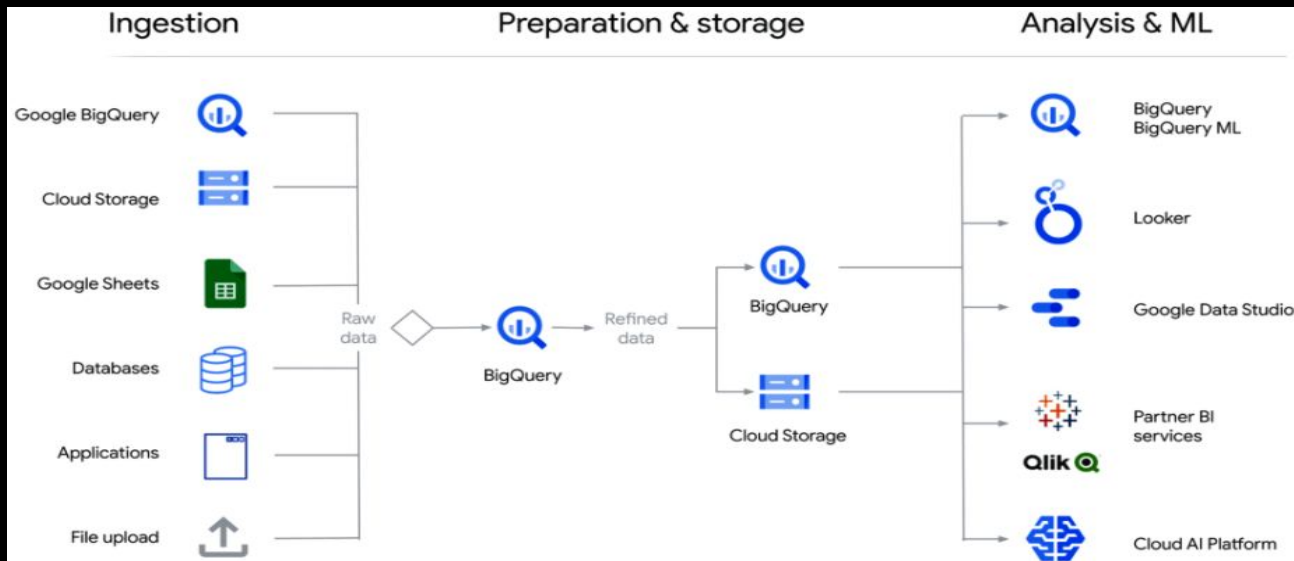 Ingestion
Preparation & storage
Analysis & ML
Google BigQuery
Cloud Storage
Google Sheets
Databases
Applications
File upload
Raw
data
BigQuery
Refined
data
BigQuery
Cloud Storage
BigQuery
BigQuery ML
Looker
Google Data Studio
Partner BI
services
Qlik
Cloud AI Platform